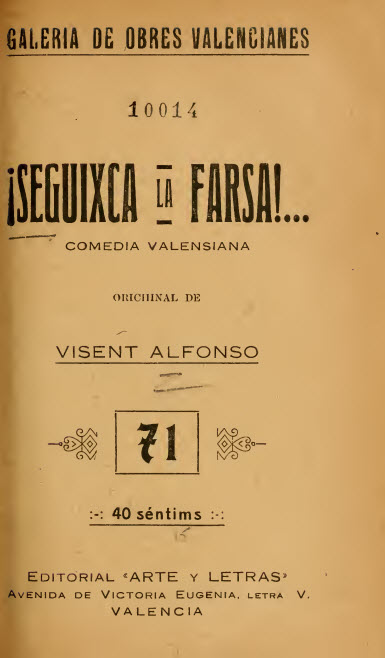 GALERIA DE OBRES VALENCIANES
10014
¡SEGUIXCA LA FARSA!...
COMEDIA VALENSIANA
ORICHINAL DE
VISENT ALFONSO
71
:-: 40 séntims :-:
15
EDITORIAL «ARTE Y LETRAS»
AVENIDA DE VICTORIA EUGENIA, LETRA V.
VALENCIA